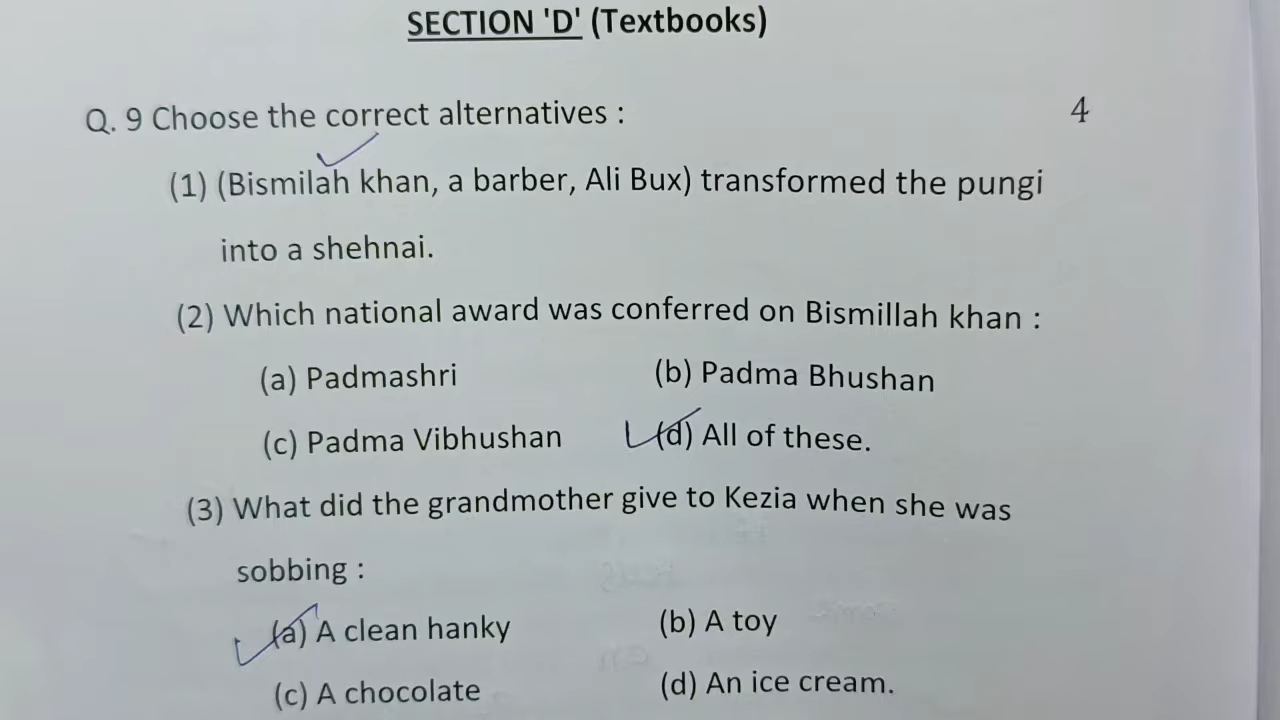 SECTION 'D' (Textbooks)
Q. 9 Choose the correct alternatives : 4
(1) (Bismilah khan, a barber, Ali Bux) transformed the pungi
into a shehnai.
(2) Which national award was conferred on Bismillah khan :
(a) Padmashri (b) Padma Bhushan
(c) Padma Vibhushan (d) All of these.
(3) What did the grandmother give to Kezia when she was
sobbing :
(a) A clean hanky (b) A toy
(c) A chocolate (d) An ice cream.